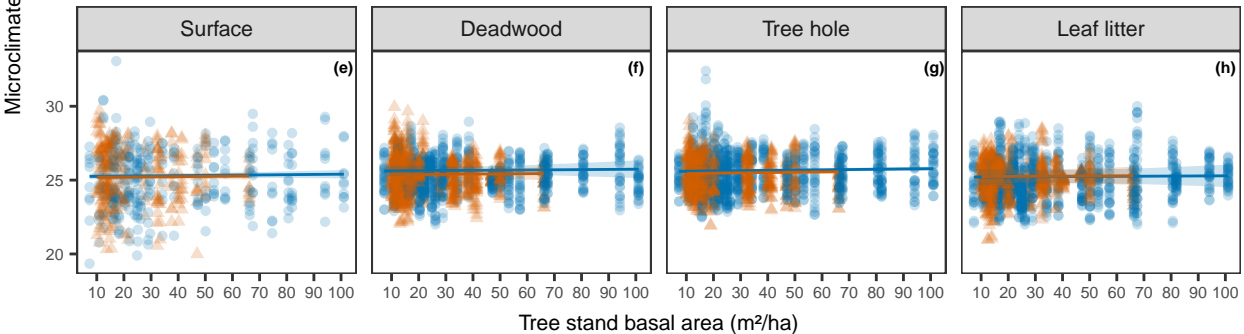 Microclimate
Surface
Deadwood
Tree hole
Leaf litter
(e)
(f)
(g)
(h)
30
25
20
10 20 30 40 50 60 70 80 90 100
10 20 30 40 50 60 70 80 90 100
10 20 30 40 50 60 70 80 90 100
10 20 30 40 50 60 70 80 90 100
Tree stand basal area (m²/ha)